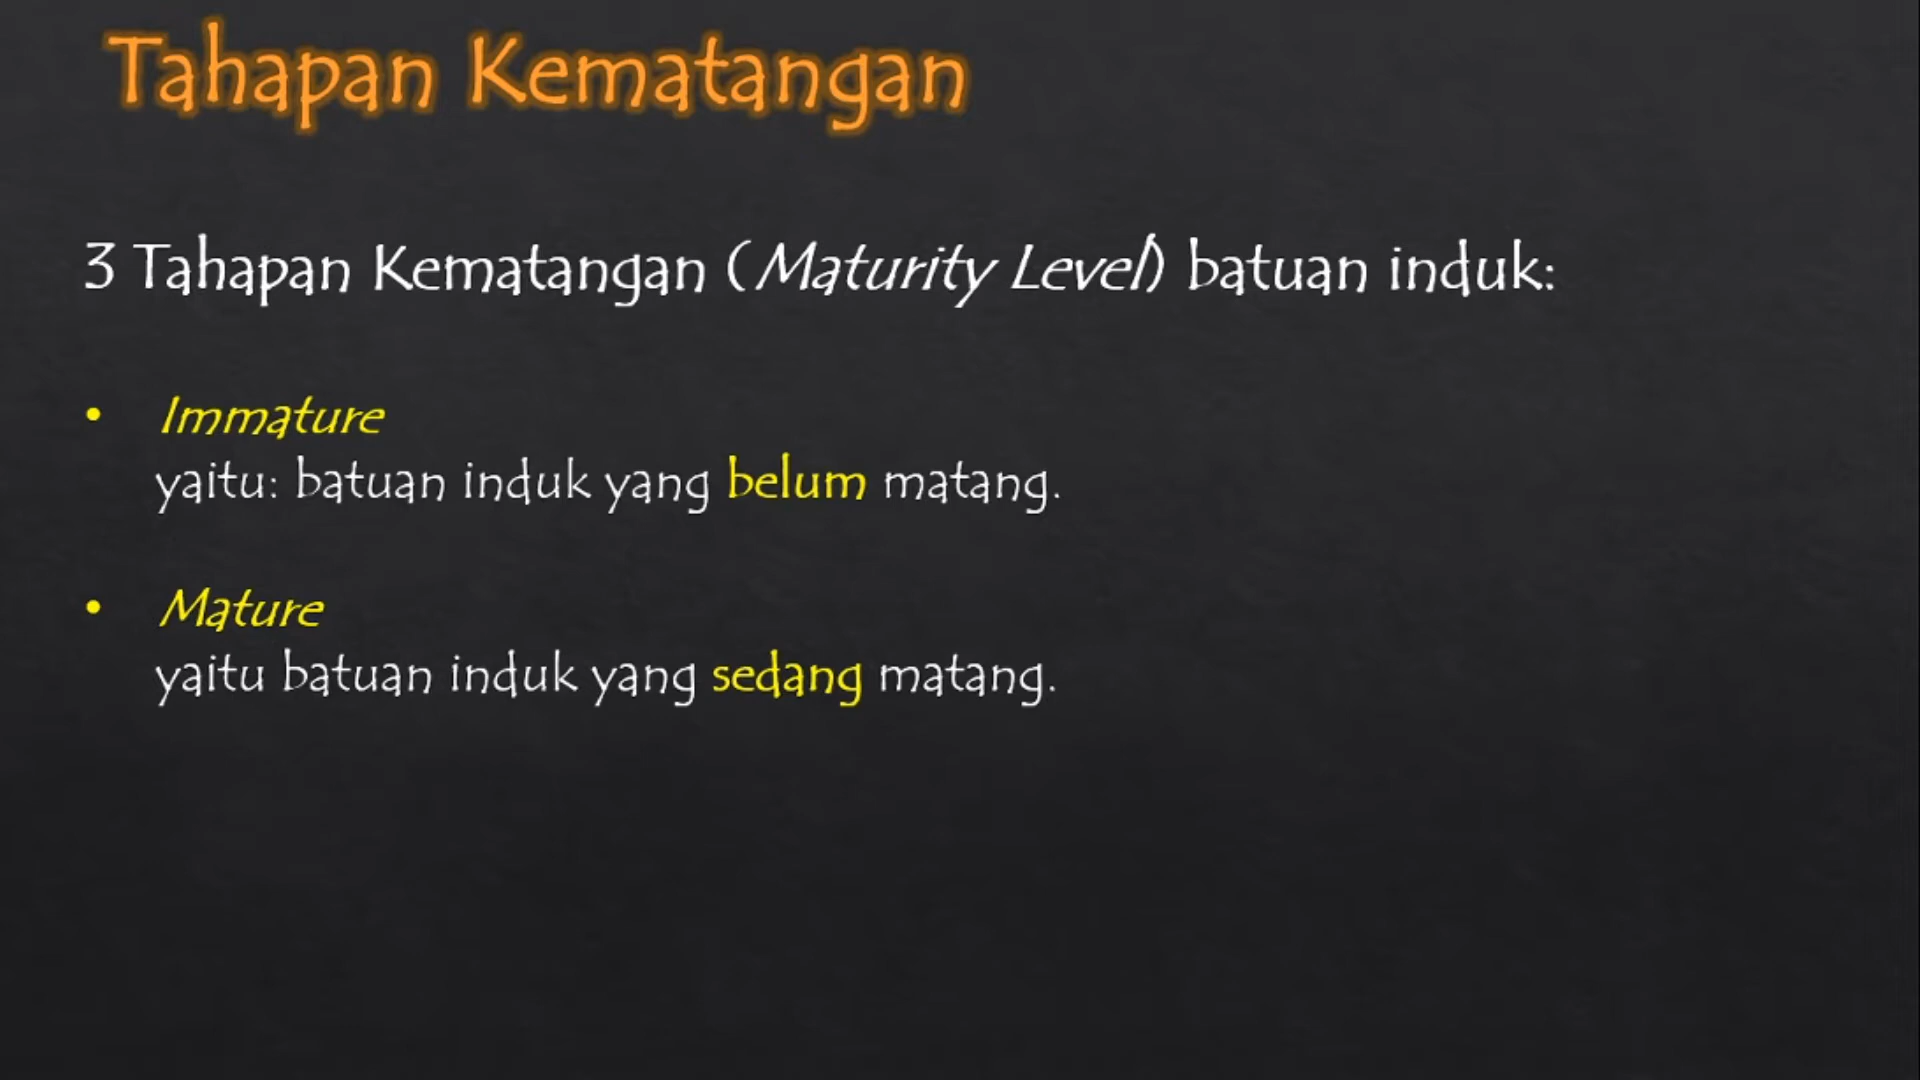 Tahapan Kematangan
3 Tahapan Kematangan (Maturity Level) batuan induk:
• Immature
yaitu: batuan induk yang belum matang.
• Mature
yaitu batuan induk yang sedang matang.